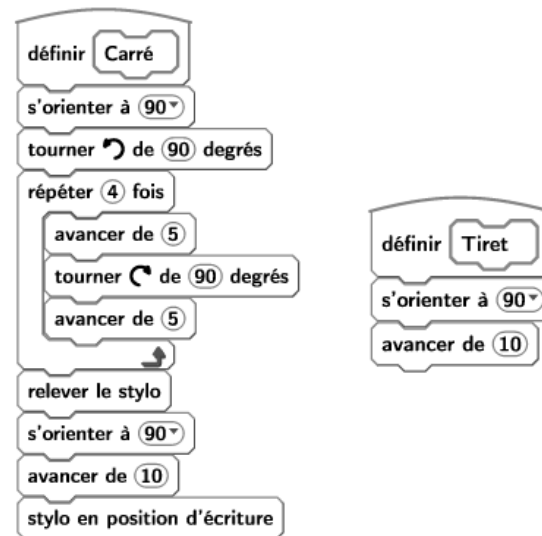 définir Carré
s'orienter à 90
tourner de 90 degrés
répéter 4 fois
avancer de 5
tourner de 90 degrés
avancer de 5
relever le stylo
s'orienter à 90
avancer de 10
stylo en position d'écriture
définir Tiret
s'orienter à 90
avancer de 10